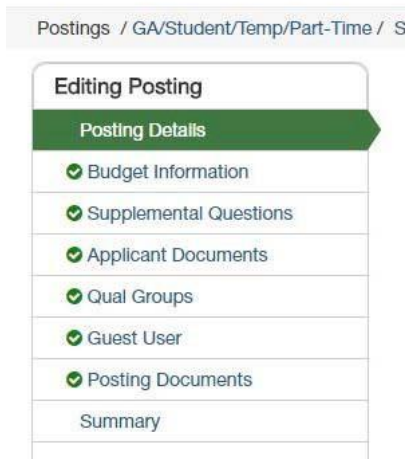 Postings / GA/Student/Temp/Part-Time / S
Editing Posting
Posting Details
Budget Information
Supplemental Questions
Applicant Documents
Qual Groups
Guest User
Posting Documents
Summary